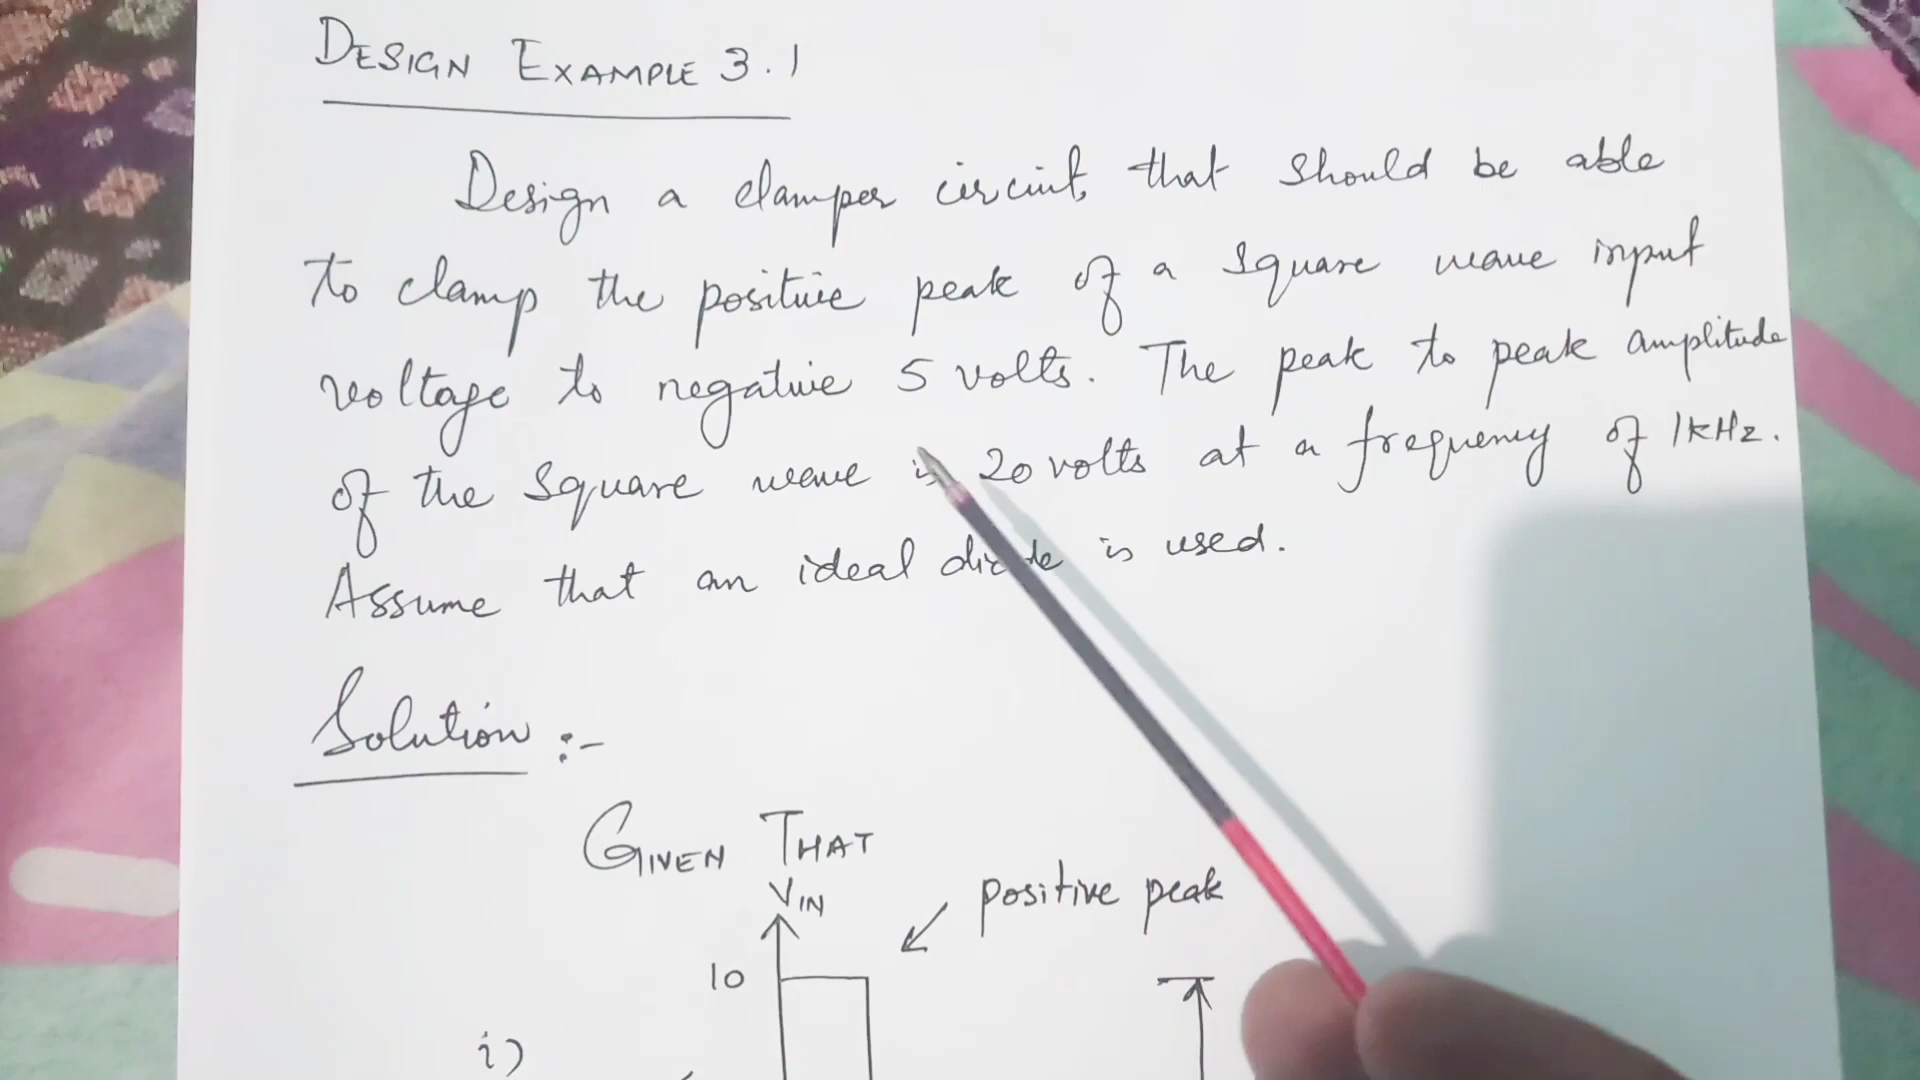 DESIGN EXAMPLE 3.1
Design a clamper circuit, that should be able
to clamp the positive peak of a square wave input
voltage to negative 5 volts. The peak to peak amplitude
of the square wave is 20 volts at a frequency of 1kHz.
Assume that an ideal diode is used.
Solution :-
GIVEN THAT
VIN
positive peak
10
i)